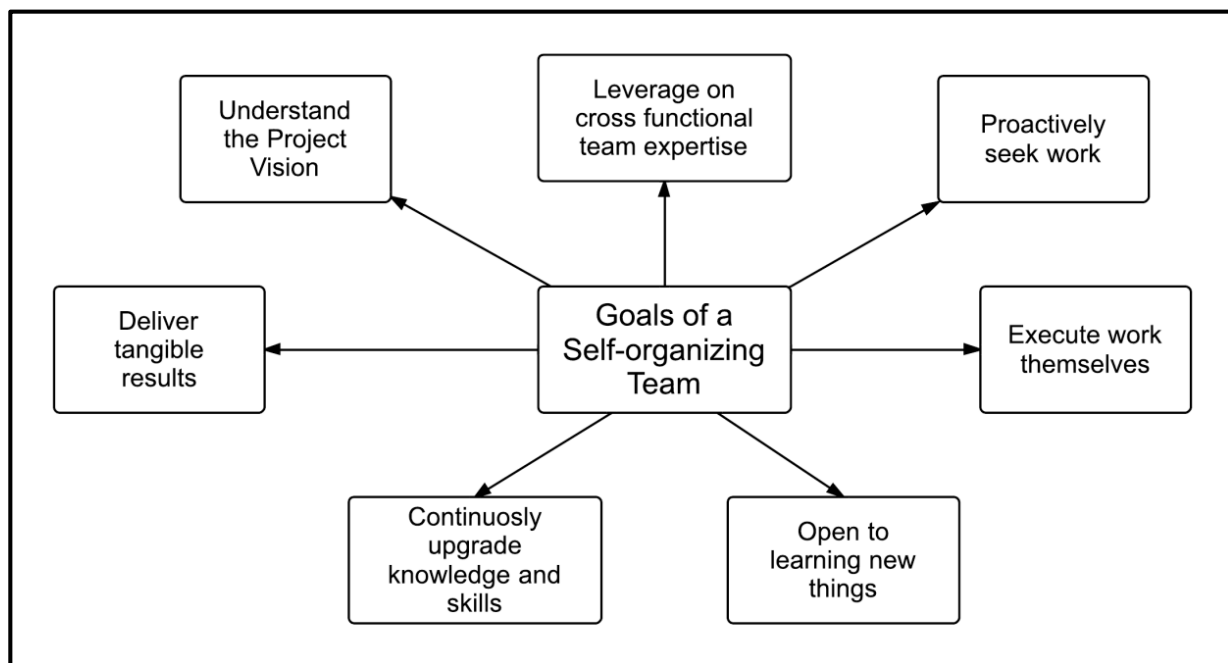 Understand
the Project
Vision
Leverage on
cross functional
team expertise
Proactively
seek work
Deliver
tangible
results
Goals of a
Self-organizing
Team
Execute work
themselves
Continuosly
upgrade
knowledge and
skills
Open to
learning new
things